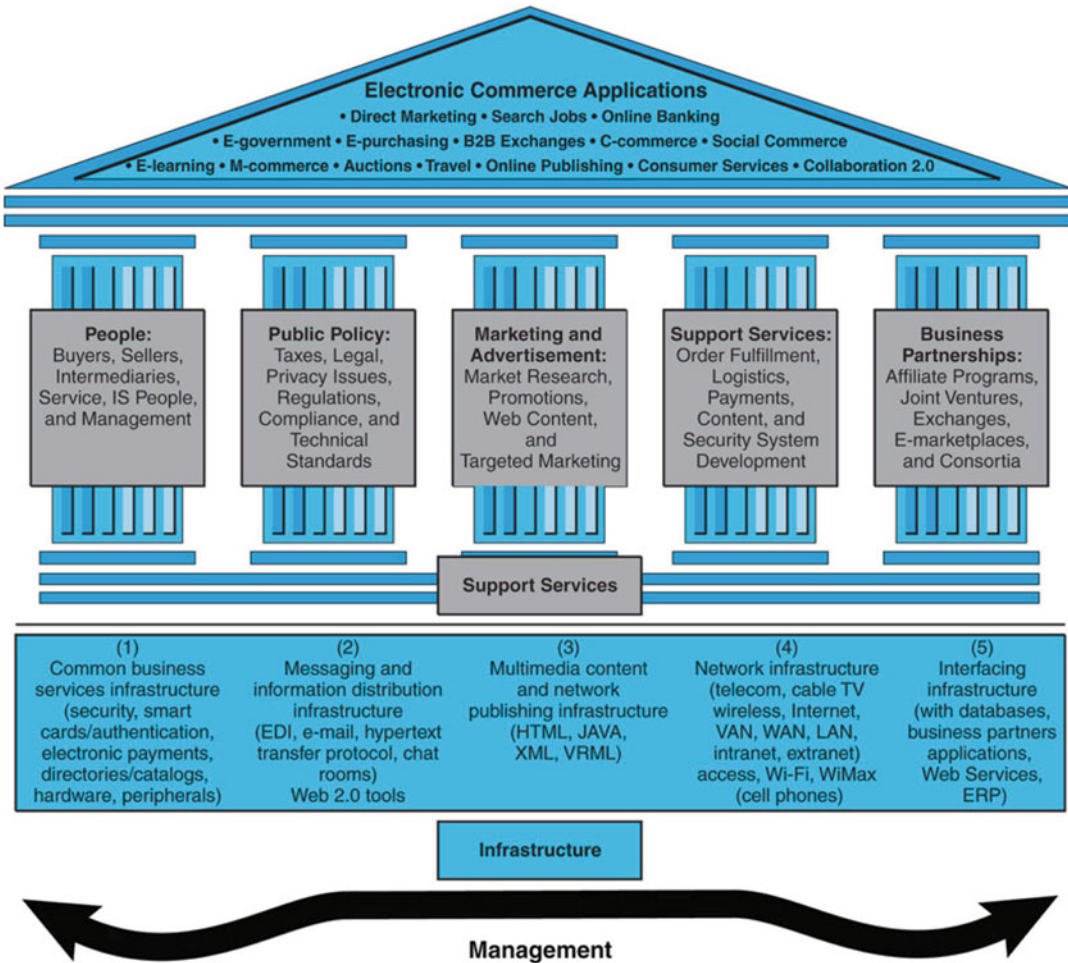 Electronic Commerce Applications
• Direct Marketing • Search Jobs • Online Banking
• E-government • E-purchasing • B2B Exchanges • C-commerce • Social Commerce
• E-learning • M-commerce • Auctions • Travel • Online Publishing • Consumer Services • Collaboration 2.0
People:
Buyers, Sellers,
Intermediaries,
Service, IS People,
and Management
Public Policy:
Taxes, Legal,
Privacy Issues,
Regulations,
Compliance, and
Technical
Standards
Marketing and
Advertisement:
Market Research,
Promotions,
Web Content,
and
Targeted Marketing
Support Services:
Order Fulfillment,
Logistics,
Payments,
Content, and
Security System
Development
Business
Partnerships:
Affiliate Programs,
Joint Ventures,
Exchanges,
E-marketplaces,
and Consortia
Support Services
(1)
Common business
services infrastructure
(security, smart
cards/authentication,
electronic payments,
directories/catalogs,
hardware, peripherals)
(2)
Messaging and
information distribution
infrastructure
(EDI, e-mail, hypertext
transfer protocol, chat
rooms)
Web 2.0 tools
(3)
Multimedia content
and network
publishing infrastructure
(HTML, JAVA,
XML, VRML)
(4)
Network infrastructure
(telecom, cable TV
wireless, Internet,
VAN, WAN, LAN,
intranet, extranet)
access, Wi-Fi, WiMax
(cell phones)
(5)
Interfacing
infrastructure
(with databases,
business partners
applications,
Web Services,
ERP)
Infrastructure
Management